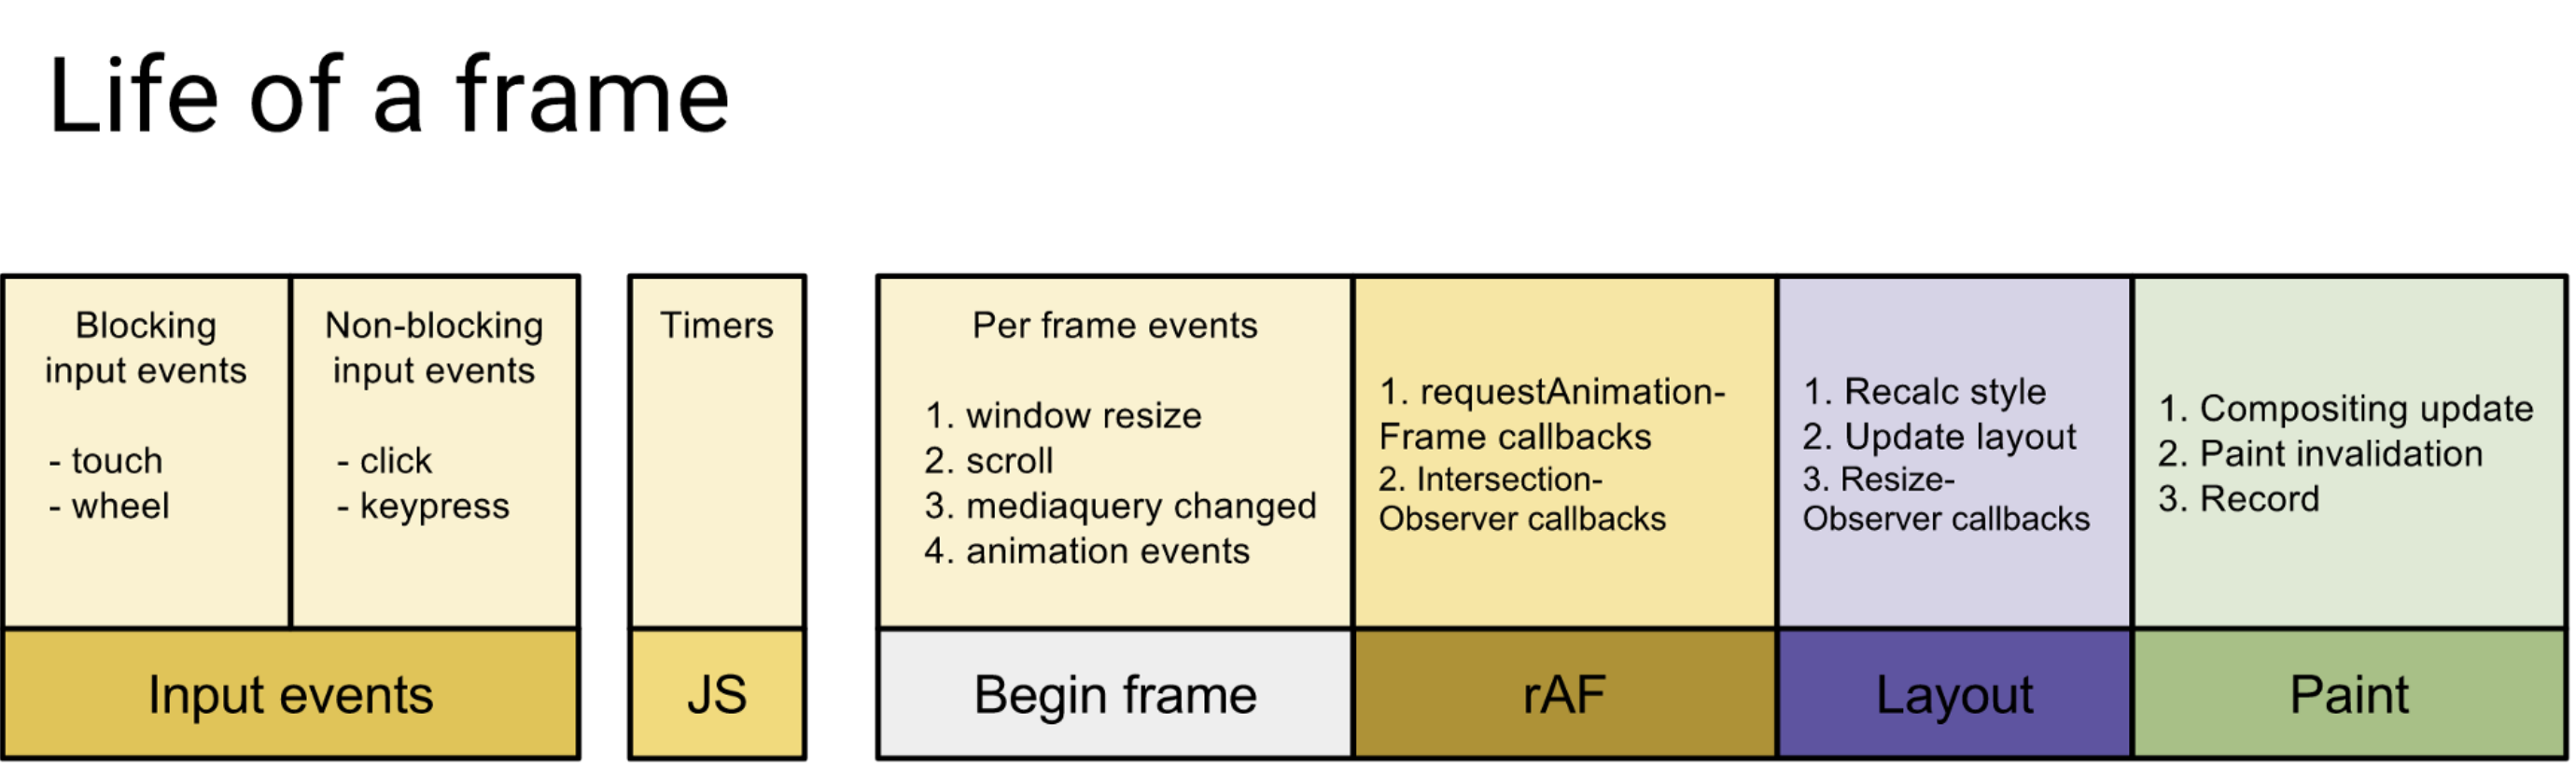 Life of a frame
Blocking
input events
- touch
- wheel
Non-blocking
input events
- click
- keypress
Input events
Timers
JS
Per frame events
1. window resize
2. scroll
3. mediaquery changed
4. animation events
Begin frame
1. requestAnimation-
Frame callbacks
2. Intersection-
Observer callbacks
rAF
1. Recalc style
2. Update layout
3. Resize-
Observer callbacks
Layout
1. Compositing update
2. Paint invalidation
3. Record
Paint